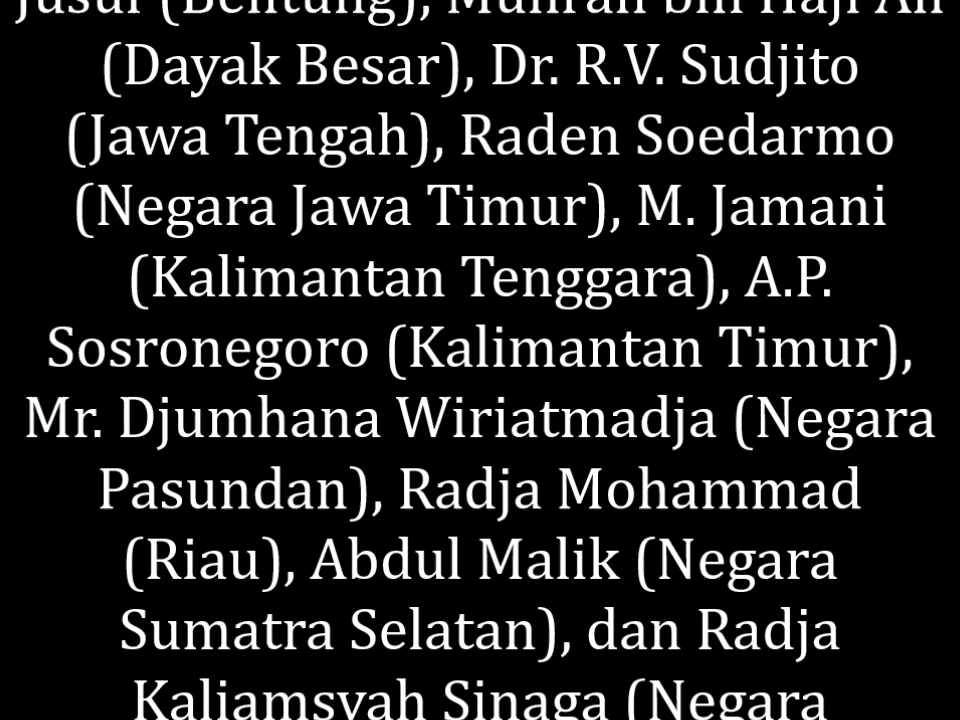 Jusuf (Belitung), Muhran bin Haji Ali
(Dayak Besar), Dr. R.V. Sudjito
(Jawa Tengah), Raden Soedarmo
(Negara Jawa Timur), M. Jamani
(Kalimantan Tenggara), A.P.
Sosronegoro (Kalimantan Timur),
Mr. Djumhana Wiriatmadja (Negara
Pasundan), Radja Mohammad
(Riau), Abdul Malik (Negara
Sumatra Selatan), dan Radja
Kaliamsyah Sinaga (Negara